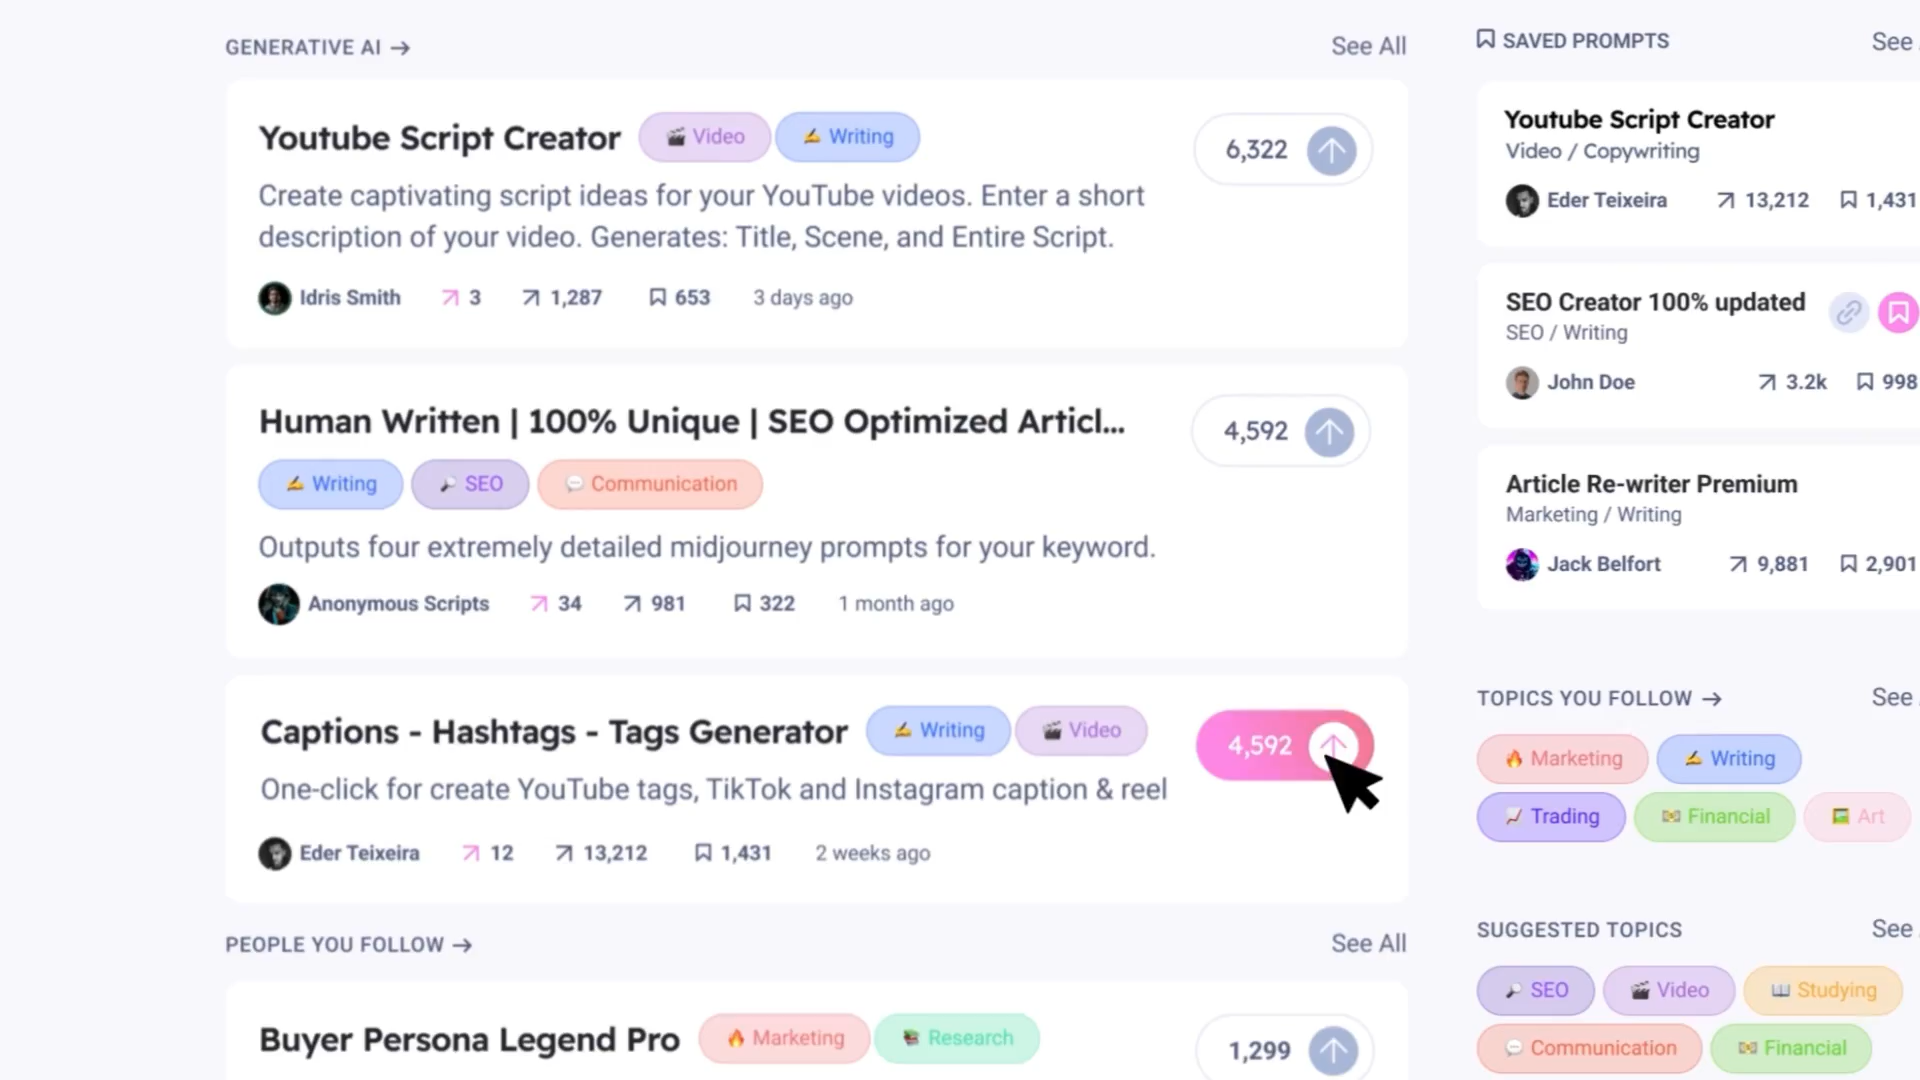 GENERATIVE AI →
See All
Youtube Script Creator
🎬 Video
✍ Writing
6,322
Create captivating script ideas for your YouTube videos. Enter a short
description of your video. Generates: Title, Scene, and Entire Script.
Idris Smith
3
1,287
653
3 days ago
Human Written | 100% Unique | SEO Optimized Articl...
4,592
✍ Writing
🔎 SEO
💬 Communication
Outputs four extremely detailed midjourney prompts for your keyword.
Anonymous Scripts
34
981
322
1 month ago
Captions - Hashtags - Tags Generator
✍ Writing
🎬 Video
4,592
One-click for create YouTube tags, TikTok and Instagram caption & reel
Eder Teixeira
12
13,212
1,431
2 weeks ago
PEOPLE YOU FOLLOW →
See All
Buyer Persona Legend Pro
🔥 Marketing
📚 Research
1,299
SAVED PROMPTS
See
Youtube Script Creator
Video / Copywriting
Eder Teixeira
13,212
1,431
SEO Creator 100% updated
SEO / Writing
John Doe
3.2k
998
Article Re-writer Premium
Marketing / Writing
Jack Belfort
9,881
2,901
TOPICS YOU FOLLOW →
See
🔥 Marketing
✍ Writing
📈 Trading
💵 Financial
🖼 Art
SUGGESTED TOPICS
See
🔎 SEO
🎬 Video
📖 Studying
💬 Communication
💵 Financial